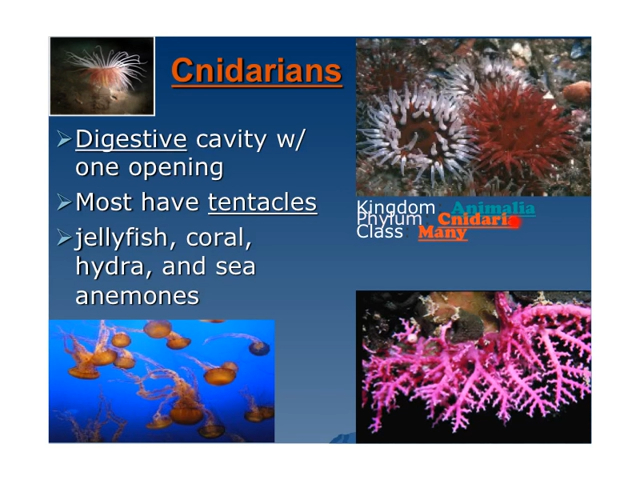 Cnidarians
Digestive cavity w/
one opening
Most have tentacles
jellyfish, coral,
hydra, and sea
anemones
Kingdom: Animalia
Phylum: Cnidaria
Class: Many